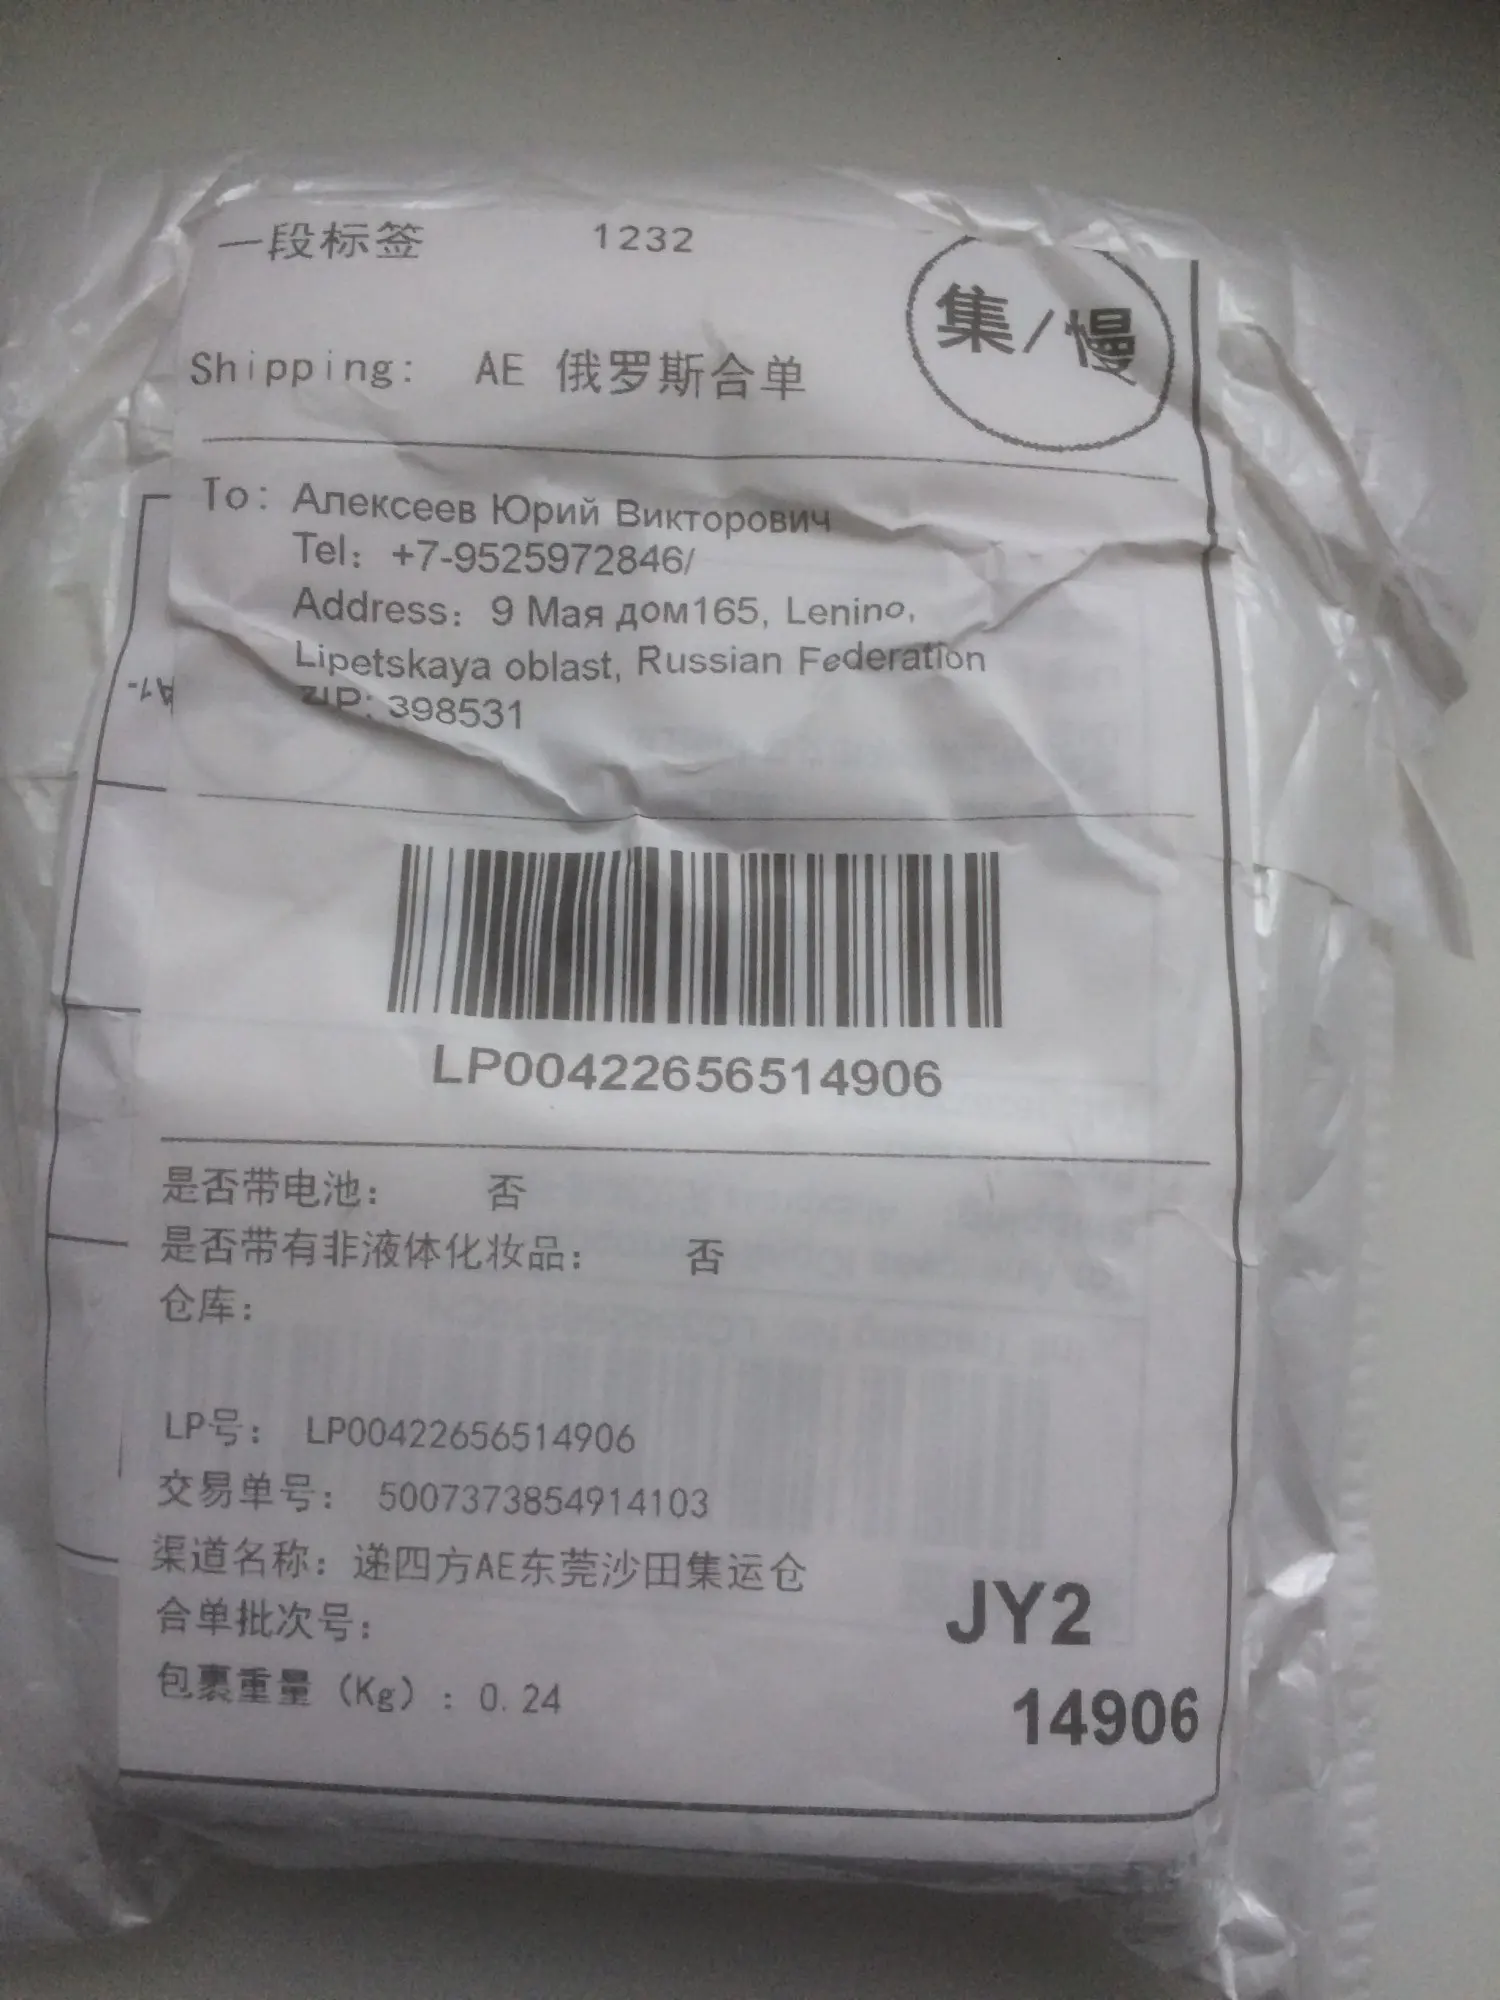 一段标签 1232
集/慢
Shipping: AE 俄罗斯合单
To: Алексеев Юрий Викторович
Tel: +7-9525972846/
Address: 9 Мая дом165, Lenino,
Lipetskaya oblast, Russian Federation
ZIP: 398531
LP00422656514906
是否带电池: 否
是否带有非液体化妆品: 否
仓库:
LP号: LP00422656514906
交易单号: 5007373854914103
渠道名称: 递四方AE东莞沙田集运仓
合单批次号:
JY2
包裹重量 (Kg) : 0.24
14906